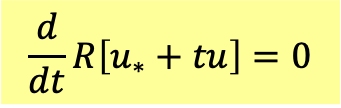 d/dt R[u_* + tu] = 0